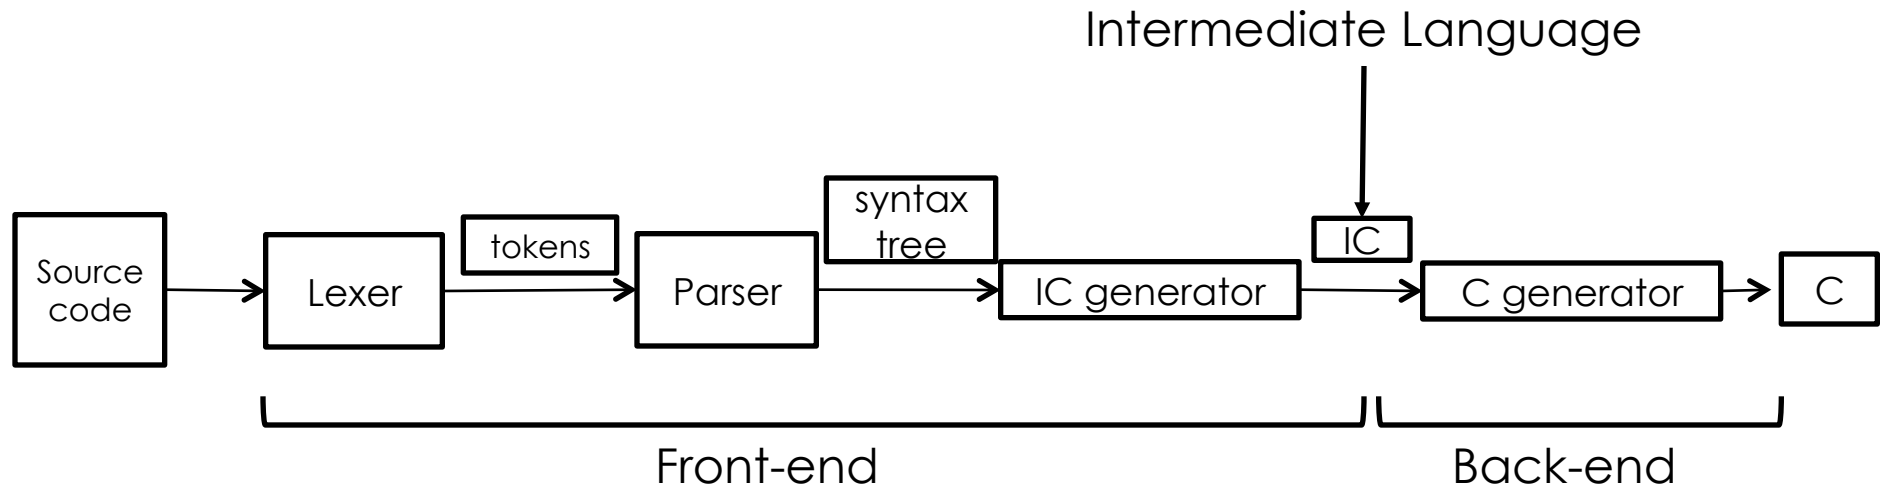 Intermediate Language
Source
code
Lexer
tokens
Parser
syntax
tree
IC generator
IC
C generator
C
Front-end
Back-end